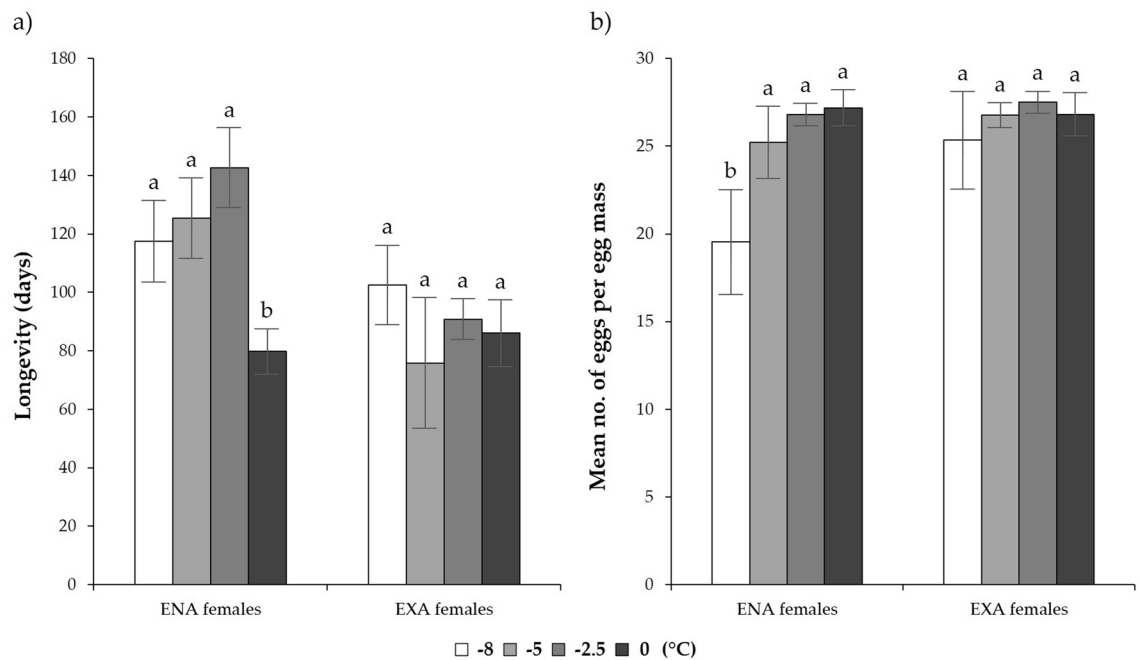 a)
Longevity (days)
180
160
140
120
100
80
60
40
20
0
a
a
a
b
a
a
a
a
ENA females
EXA females
b)
Mean no. of eggs per egg mass
30
25
20
15
10
5
0
b
a
a
a
a
a
a
a
ENA females
EXA females
-8 -5 -2.5 0 (°C)